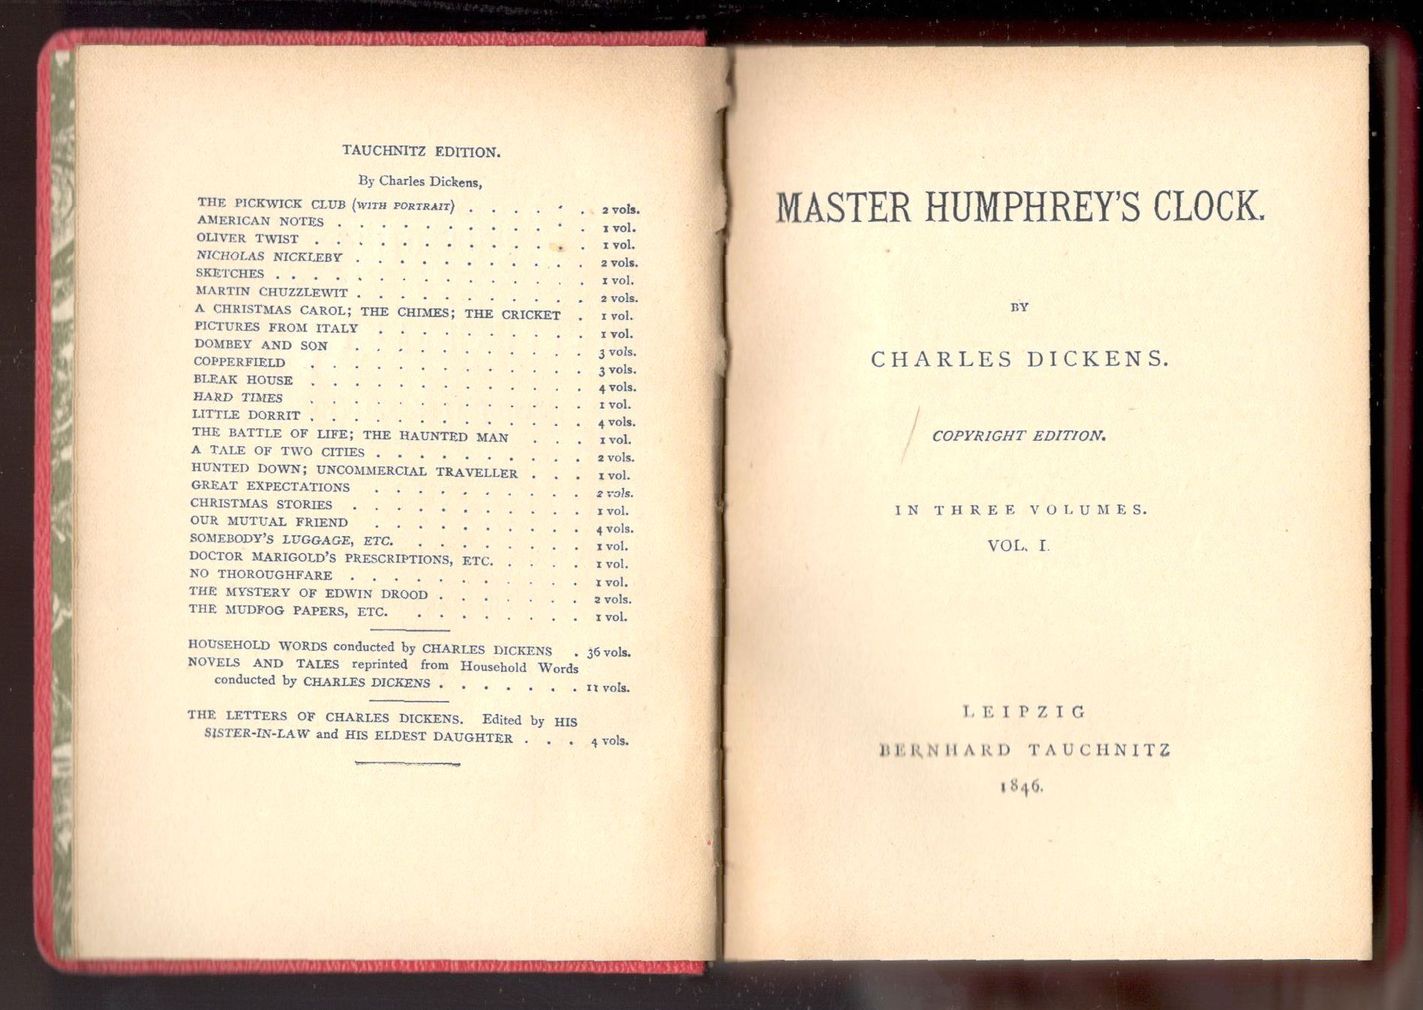 TAUCHNITZ EDITION.
By Charles Dickens,
THE PICKWICK CLUB (WITH PORTRAIT) . . . . . . 2 vols.
AMERICAN NOTES . . . . . . . . . . . . 1 vol.
OLIVER TWIST . . . . . . . . . . . . 1 vol.
NICHOLAS NICKLEBY . . . . . . . . . . . 2 vols.
SKETCHES . . . . . . . . . . . . . . 1 vol.
MARTIN CHUZZLEWIT . . . . . . . . . . . 2 vols.
A CHRISTMAS CAROL; THE CHIMES; THE CRICKET . 1 vol.
PICTURES FROM ITALY . . . . . . . . . . 1 vol.
DOMBEY AND SON . . . . . . . . . . . 3 vols.
COPPERFIELD . . . . . . . . . . . . . 3 vols.
BLEAK HOUSE . . . . . . . . . . . . . 4 vols.
HARD TIMES . . . . . . . . . . . . . 1 vol.
LITTLE DORRIT . . . . . . . . . . . . . 4 vols.
THE BATTLE OF LIFE; THE HAUNTED MAN . . . 1 vol.
A TALE OF TWO CITIES . . . . . . . . . . 2 vols.
HUNTED DOWN; UNCOMMERCIAL TRAVELLER . . . 1 vol.
GREAT EXPECTATIONS . . . . . . . . . . 2 vols.
CHRISTMAS STORIES . . . . . . . . . . . 1 vol.
OUR MUTUAL FRIEND . . . . . . . . . . 4 vols.
SOMEBODY'S LUGGAGE, ETC. . . . . . . . . 1 vol.
DOCTOR MARIGOLD'S PRESCRIPTIONS, ETC. . . . . 1 vol.
NO THOROUGHFARE . . . . . . . . . . . 1 vol.
THE MYSTERY OF EDWIN DROOD . . . . . . . 2 vols.
THE MUDFOG PAPERS, ETC. . . . . . . . . 1 vol.
HOUSEHOLD WORDS conducted by CHARLES DICKENS . 36 vols.
NOVELS AND TALES reprinted from Household Words
conducted by CHARLES DICKENS . . . . . . . 11 vols.
THE LETTERS OF CHARLES DICKENS. Edited by HIS
SISTER-IN-LAW and HIS ELDEST DAUGHTER . . . 4 vols.
MASTER HUMPHREY'S CLOCK.
BY
CHARLES DICKENS.
COPYRIGHT EDITION.
IN THREE VOLUMES.
VOL. I.
LEIPZIG
BERNHARD TAUCHNITZ
1846.